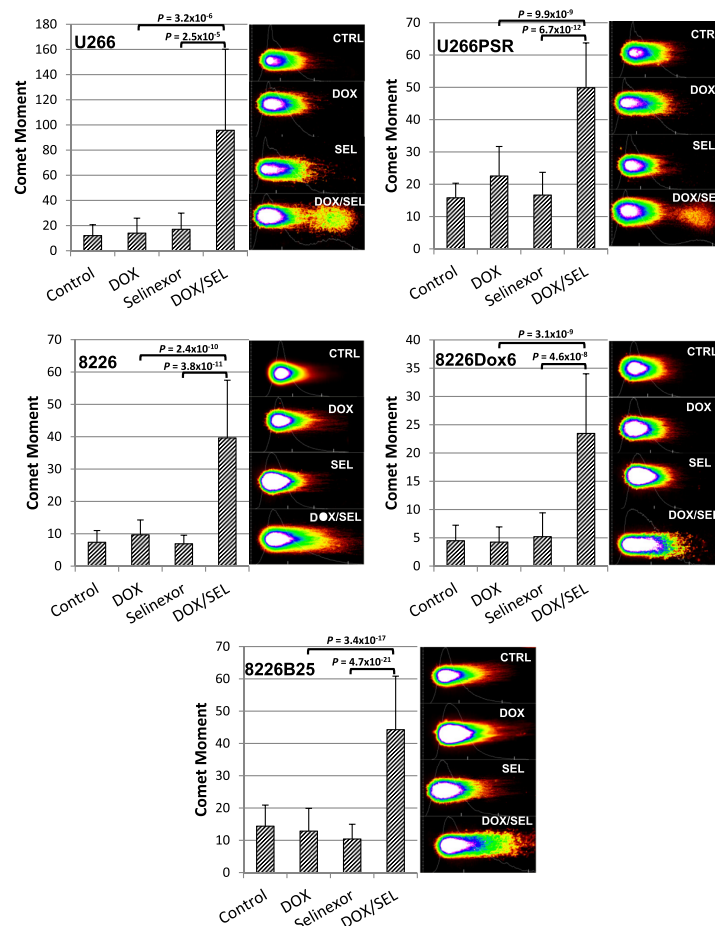 P = 3.2x10-6
P = 2.5x10-5
U266
Comet Moment
180
160
140
120
100
80
60
40
20
0
Control
DOX
Selinexor
DOX/SEL
CTRL
DOX
SEL
DOX/SEL
P = 9.9x10-9
P = 6.7x10-12
U266PSR
Comet Moment
70
60
50
40
30
20
10
0
Control
DOX
Selinexor
DOX/SEL
CTR
DOX
SEL
DOX/SE
P = 2.4x10-10
P = 3.8x10-11
8226
Comet Moment
70
60
50
40
30
20
10
0
Control
DOX
Selinexor
DOX/SEL
CTRL
DOX
SEL
D●X/SEL
P = 3.1x10-9
P = 4.6x10-8
8226Dox6
Comet Moment
40
35
30
25
20
15
10
5
0
Control
DOX
Selinexor
DOX/SEL
CTRL
DOX
SEL
DOX/SEL
P = 3.4x10-17
P = 4.7x10-21
8226B25
Comet Moment
70
60
50
40
30
20
10
0
Control
DOX
Selinexor
DOX/SEL
CTRL
DOX
SEL
DOX/SEL